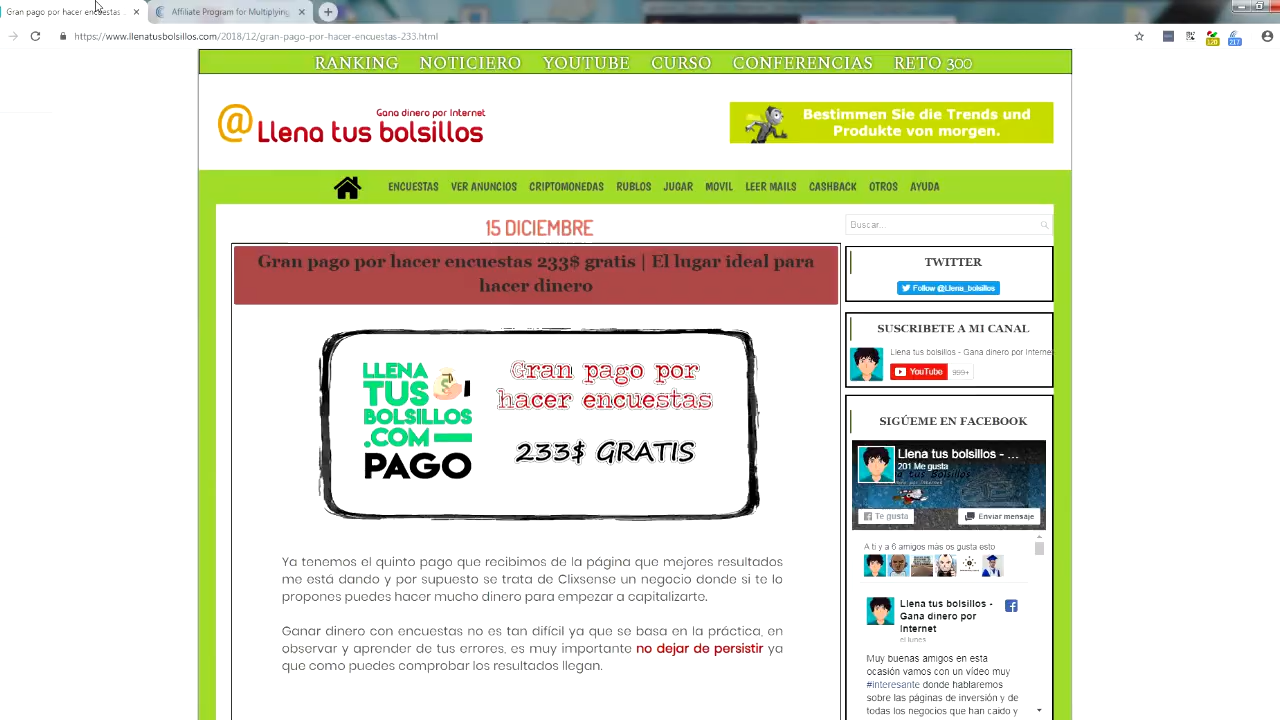 Gran pago por hacer encuestas
Affiliate Program for Multiplying
https://www.llenatusbolsillos.com/2018/12/gran-pago-por-hacer-encuestas-233.html
120
217
RANKING NOTICIERO YOUTUBE CURSO CONFERENCIAS RETO 300
@ Gana dinero por Internet
Llena tus bolsillos
Bestimmen Sie die Trends und
Produkte von morgen.
ENCUESTAS VER ANUNCIOS CRIPTOMONEDAS RUBLOS JUGAR MOVIL LEER MAILS CASHBACK OTROS AYUDA
15 DICIEMBRE
Gran pago por hacer encuestas 233$ gratis | El lugar ideal para
hacer dinero
LLENA
TUS
BOLSILLOS
.COM
PAGO
Gran pago por
hacer encuestas
233$ GRATIS
Ya tenemos el quinto pago que recibimos de la página que mejores resultados
me está dando y por supuesto se trata de Clixsense un negocio donde si te lo
propones puedes hacer mucho dinero para empezar a capitalizarte.
Ganar dinero con encuestas no es tan difícil ya que se basa en la práctica, en
observar y aprender de tus errores, es muy importante no dejar de persistir ya
que como puedes comprobar los resultados llegan.
Buscar...
TWITTER
Follow @Llena_bolsillos
SUSCRIBETE A MI CANAL
Llena tus bolsillos - Gana dinero por Interne
YouTube 999+
SIGÜEME EN FACEBOOK
Llena tus bolsillos - ...
201 Me gusta
Te gusta
Enviar mensaje
A ti y a 6 amigos más os gusta esto
Llena tus bolsillos -
Gana dinero por
Internet
el lunes
Muy buenas amigos en esta
ocasión vamos con un vídeo muy
#interesante donde hablaremos
sobre las páginas de inversión y de
todas los negocios que han caido y